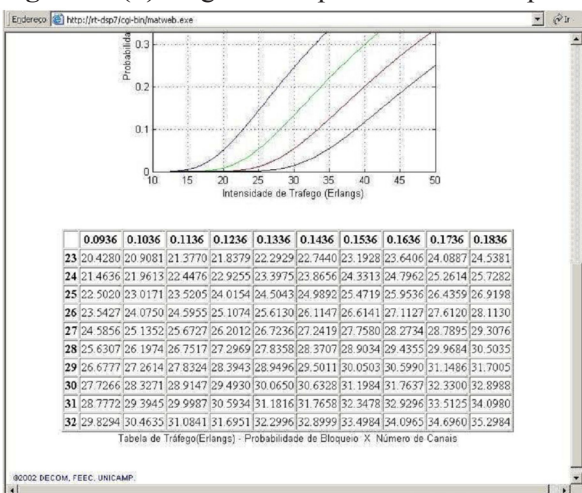 Endereço http://rt-dsp7/cgi-bin/matweb.exe Ir
0.3
0.2
0.1
0
Probabilida
10 15 20 25 30 35 40 45 50
Intensidade de Trafego (Erlangs)
0.0936 0.1036 0.1136 0.1236 0.1336 0.1436 0.1536 0.1636 0.1736 0.1836
23 20.4280 20.9081 21.3770 21.8379 22.2929 22.7440 23.1928 23.6406 24.0887 24.5381
24 21.4636 21.9613 22.4476 22.9255 23.3975 23.8656 24.3313 24.7962 25.2614 25.7282
25 22.5020 23.0171 23.5205 24.0154 24.5043 24.9892 25.4719 25.9536 26.4359 26.9198
26 23.5427 24.0750 24.5955 25.1074 25.6130 26.1147 26.6141 27.1127 27.6120 28.1130
27 24.5856 25.1352 25.6727 26.2012 26.7236 27.2419 27.7580 28.2734 28.7895 29.3076
28 25.6307 26.1974 26.7517 27.2969 27.8358 28.3707 28.9034 29.4355 29.9684 30.5035
29 26.6777 27.2614 27.8324 28.3943 28.9496 29.5011 30.0503 30.5990 31.1486 31.7005
30 27.7266 28.3271 28.9147 29.4930 30.0650 30.6328 31.1984 31.7637 32.3300 32.8988
31 28.7772 29.3945 29.9987 30.5934 31.1816 31.7658 32.3478 32.9296 33.5125 34.0980
32 29.8294 30.4635 31.0841 31.6951 32.2996 32.8999 33.4984 34.0965 34.6960 35.2984
Tabela de Tráfego(Erlangs) - Probabilidade de Bloqueio X Número de Canais
©2002 DECOM, FEEC, UNICAMP.